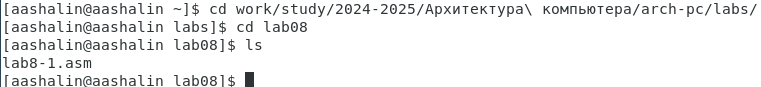 [aashalin@aashalin ~]$ cd work/study/2024-2025/Архитектура\ компьютера/arch-pc/labs/
[aashalin@aashalin labs]$ cd lab08
[aashalin@aashalin lab08]$ ls
lab8-1.asm
[aashalin@aashalin lab08]$